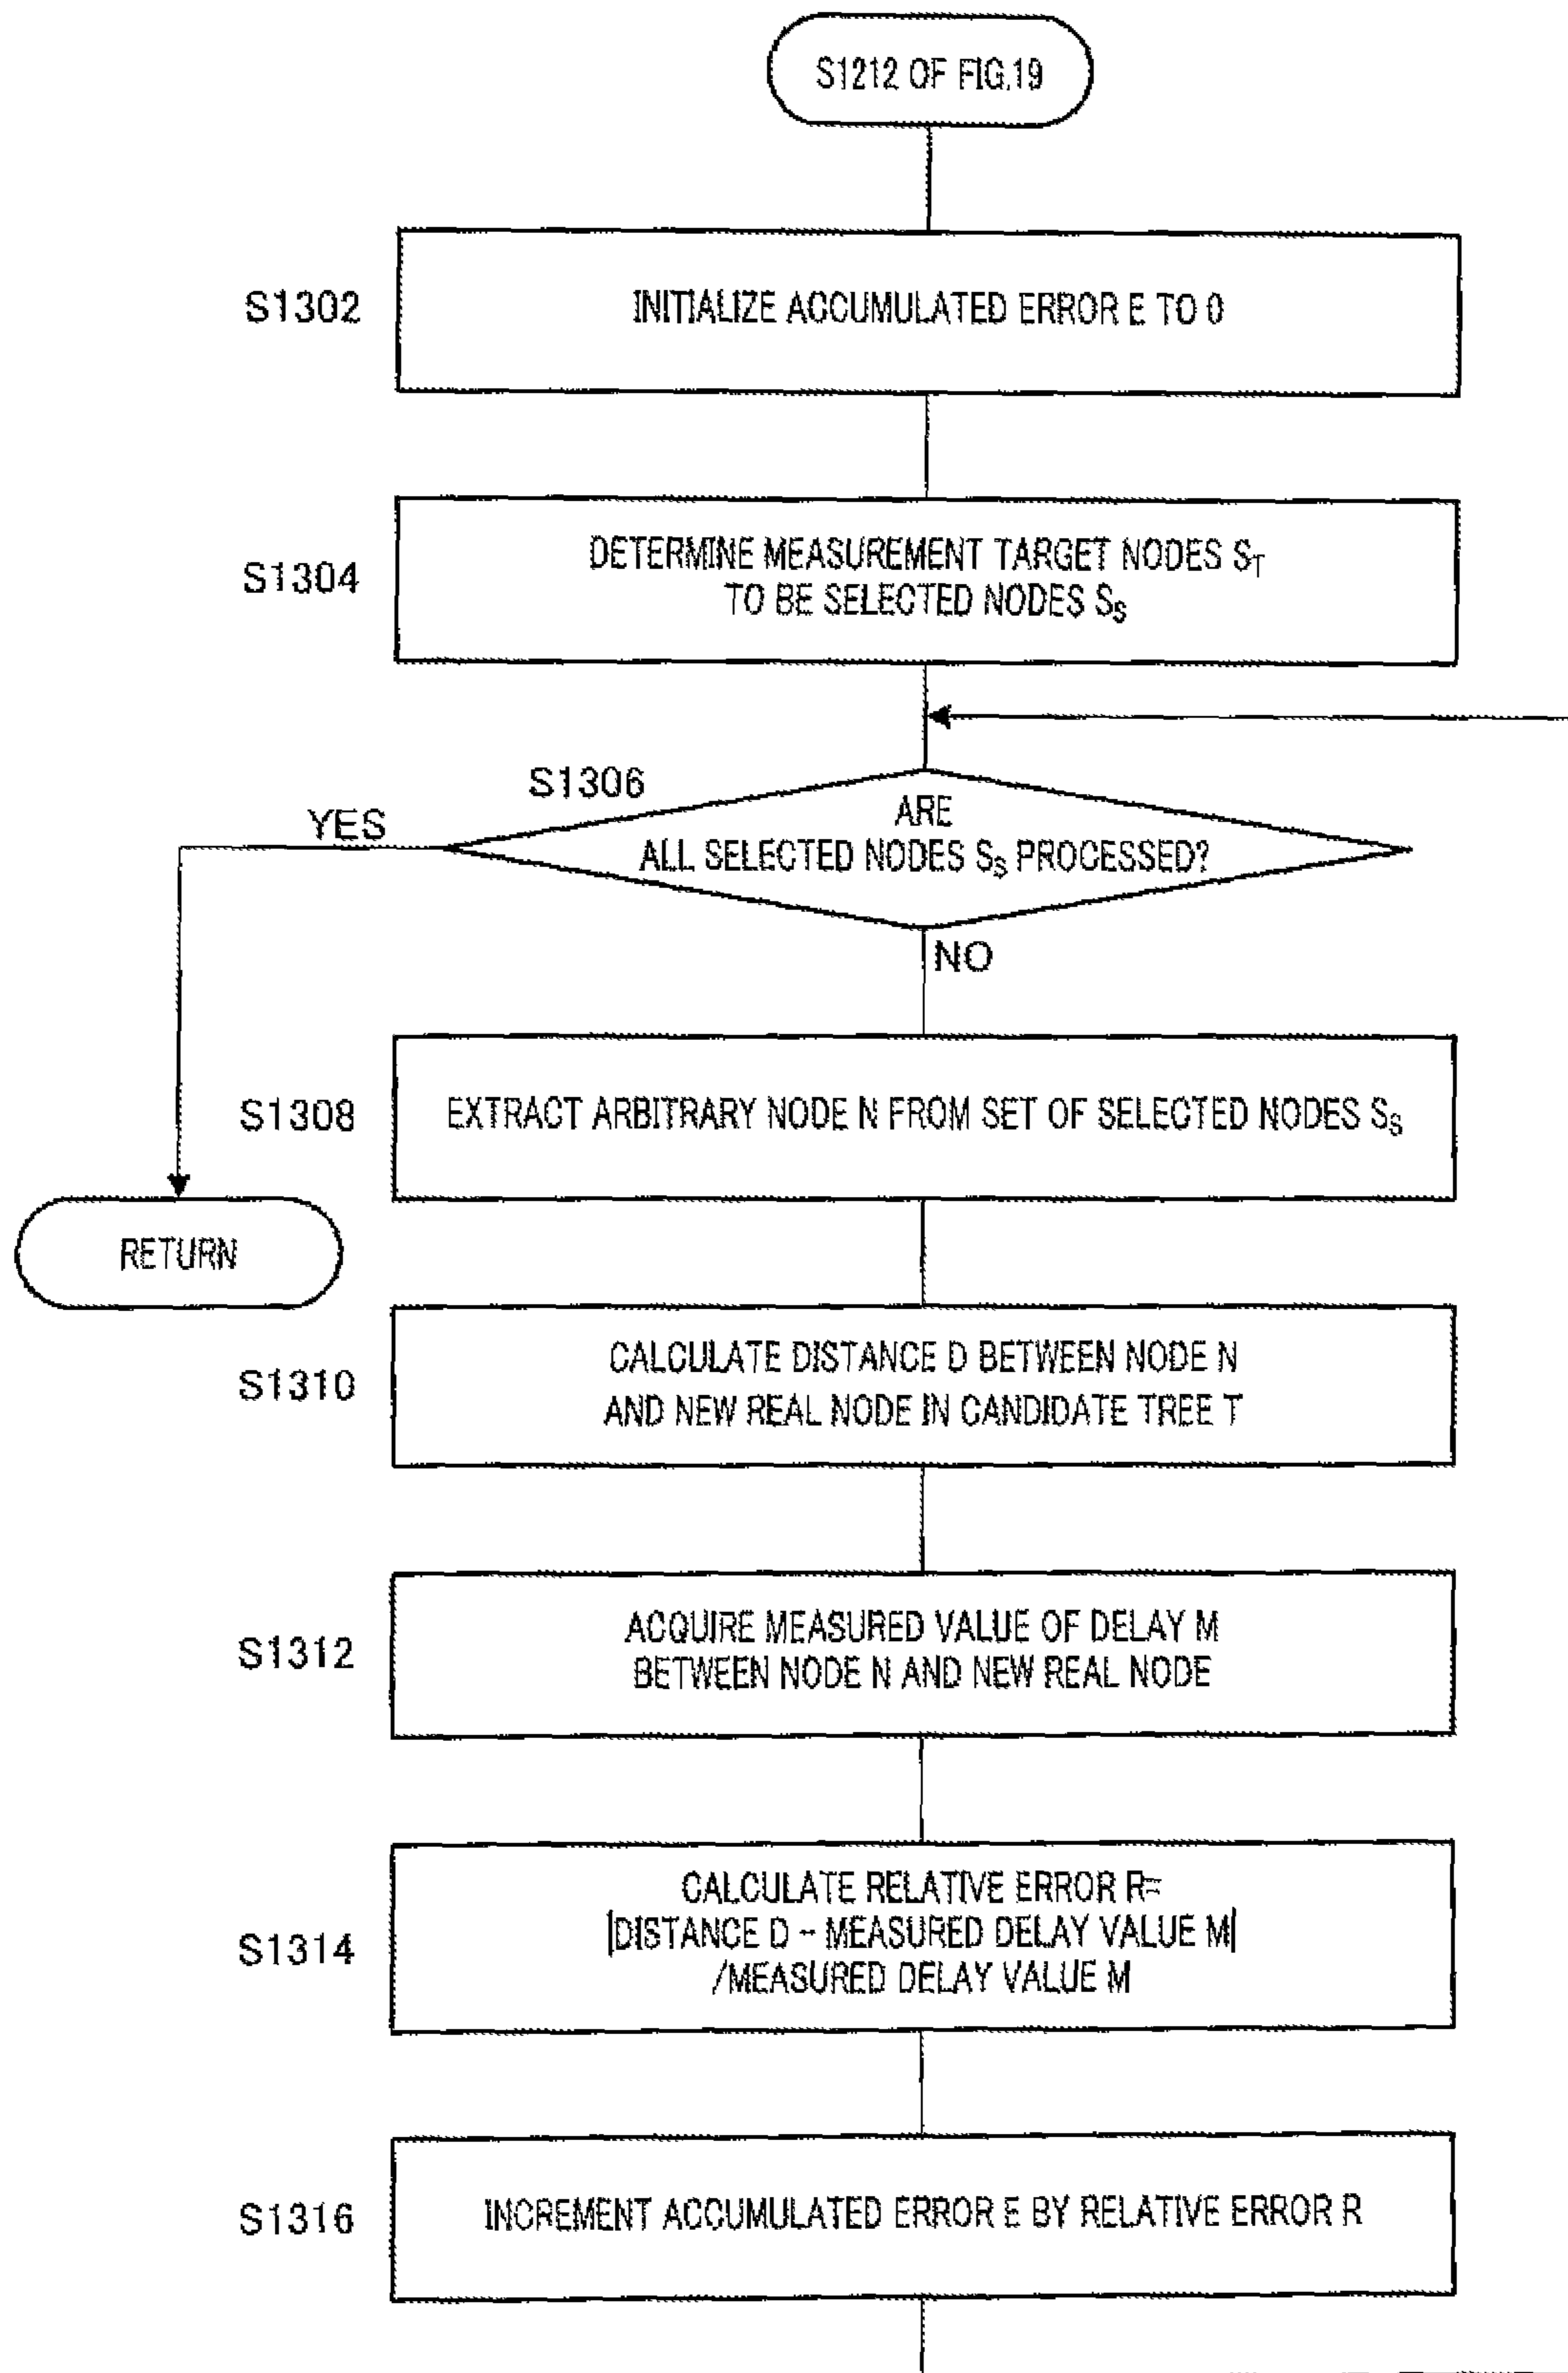 S1212 OF FIG.19
S1302
INITIALIZE ACCUMULATED ERROR E TO 0
S1304
DETERMINE MEASUREMENT TARGET NODES S_T
TO BE SELECTED NODES S_S
S1306
YES
ARE
ALL SELECTED NODES S_S PROCESSED?
NO
S1308
EXTRACT ARBITRARY NODE N FROM SET OF SELECTED NODES S_S
RETURN
S1310
CALCULATE DISTANCE D BETWEEN NODE N
AND NEW REAL NODE IN CANDIDATE TREE T
S1312
ACQUIRE MEASURED VALUE OF DELAY M
BETWEEN NODE N AND NEW REAL NODE
S1314
CALCULATE RELATIVE ERROR R=
|DISTANCE D - MEASURED DELAY VALUE M|
/MEASURED DELAY VALUE M
S1316
INCREMENT ACCUMULATED ERROR E BY RELATIVE ERROR R